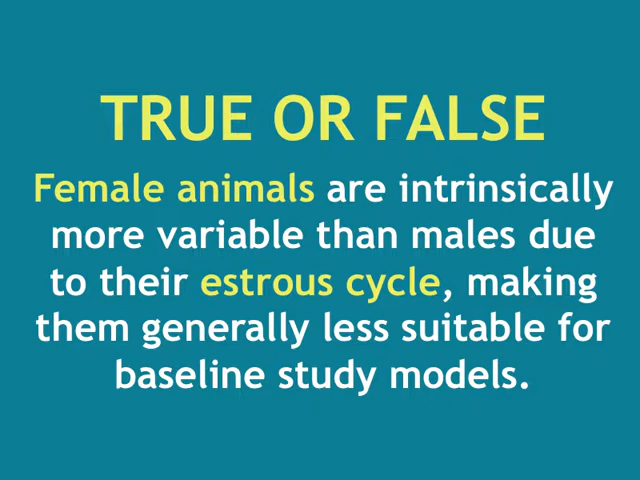 TRUE OR FALSE
Female animals are intrinsically
more variable than males due
to their estrous cycle, making
them generally less suitable for
baseline study models.